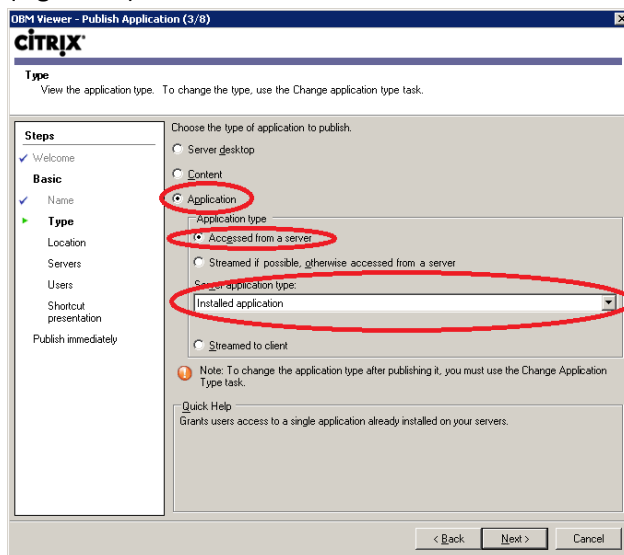 OBM Viewer - Publish Application (3/8)
CITRIX
Type
View the application type. To change the type, use the Change application type task.
Steps
Welcome
Basic
Name
Type
Location
Servers
Users
Shortcut
presentation
Publish immediately
Choose the type of application to publish.
Server desktop
Content
Application
Application type
Accessed from a server
Streamed if possible, otherwise accessed from a server
Server application type:
Installed application
Streamed to client
Note: To change the application type after publishing it, you must use the Change Application
Type task.
Quick Help
Grants users access to a single application already installed on your servers.
< Back
Next >
Cancel